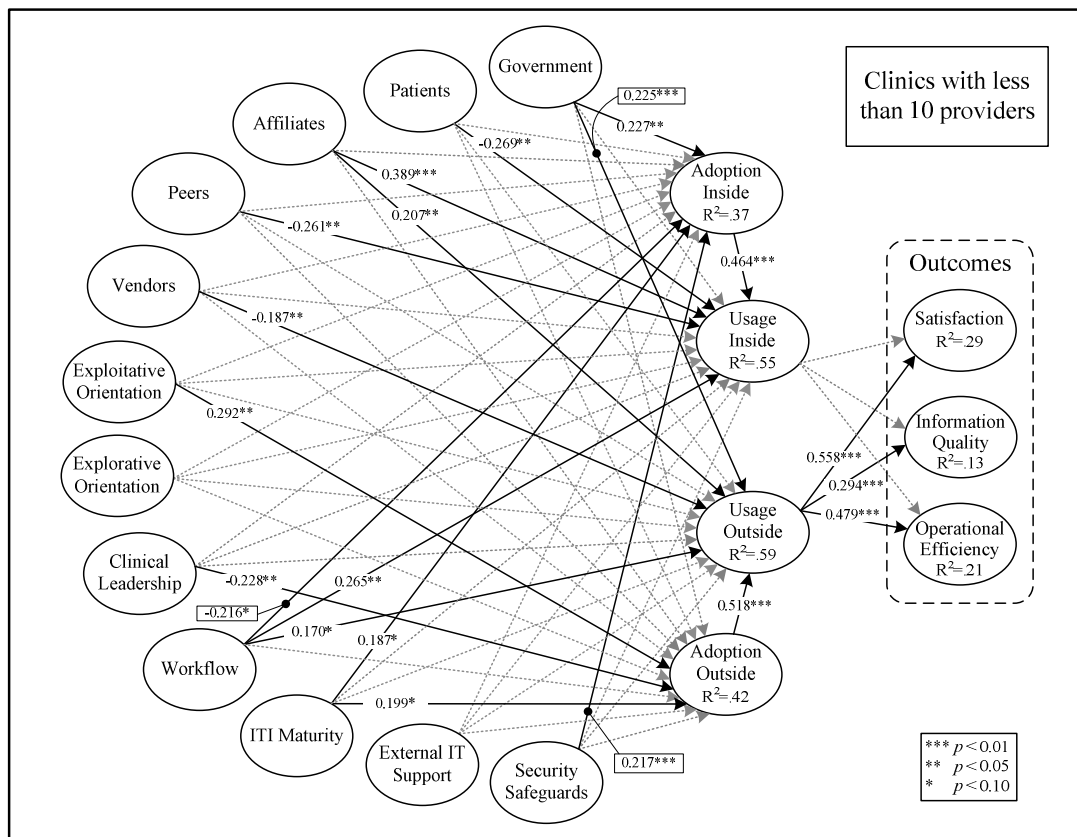 Government
Clinics with less
than 10 providers
Patients
0.225***
Affiliates
0.227**
-0.269**
Adoption
Inside
R²=.37
Peers
0.389***
0.207**
-0.261**
0.464***
Outcomes
Vendors
-0.187**
Usage
Inside
R²=.55
Satisfaction
R²=.29
Exploitative
Orientation
0.292**
Information
Quality
R²=.13
Explorative
Orientation
0.558***
0.294***
0.479***
Usage
Outside
R²=.59
Operational
Efficiency
R²=.21
Clinical
Leadership
-0.228**
0.265**
0.518***
-0.216*
0.170*
0.187*
Workflow
Adoption
Outside
R²=.42
0.199*
ITI Maturity
External IT
Support
Security
Safeguards
0.217***
*** p<0.01
** p<0.05
* p<0.10